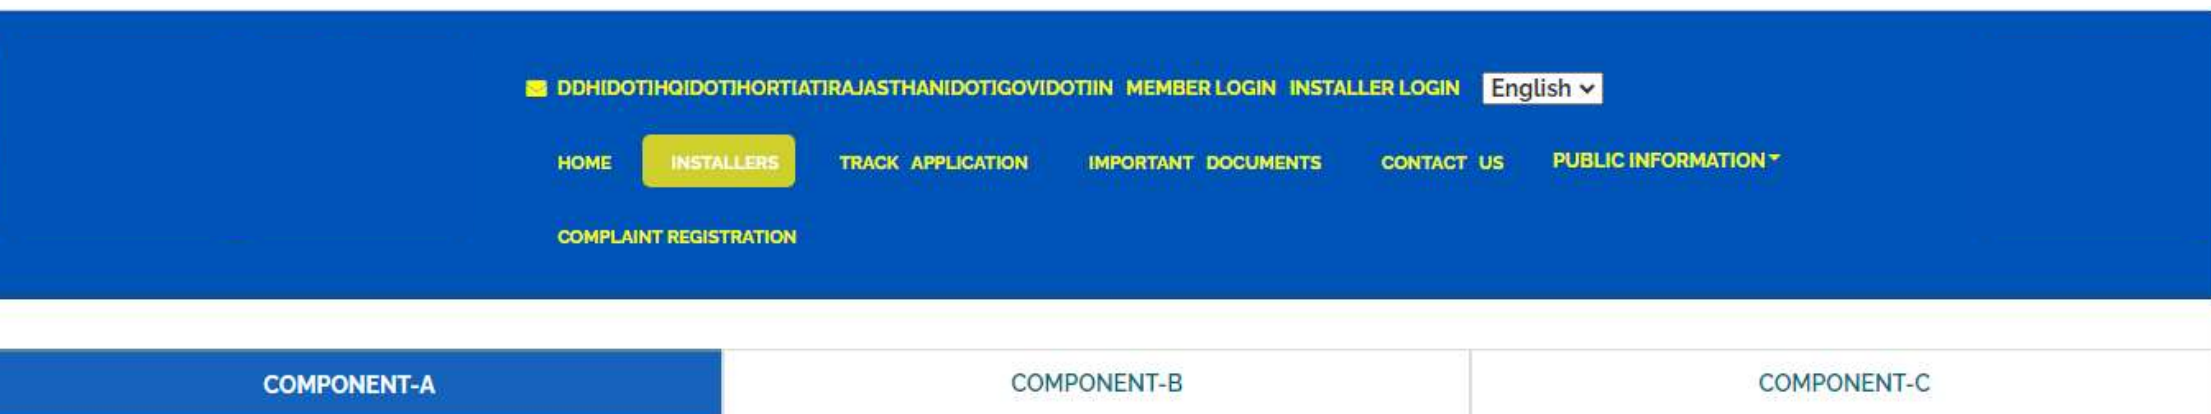 DDH[DOT]HQ[DOT]HORT[AT]RAJASTHAN[DOT]GOV[DOT]IN MEMBER LOGIN INSTALLER LOGIN English
HOME INSTALLERS TRACK APPLICATION IMPORTANT DOCUMENTS CONTACT US PUBLIC INFORMATION
COMPLAINT REGISTRATION
COMPONENT-A COMPONENT-B COMPONENT-C